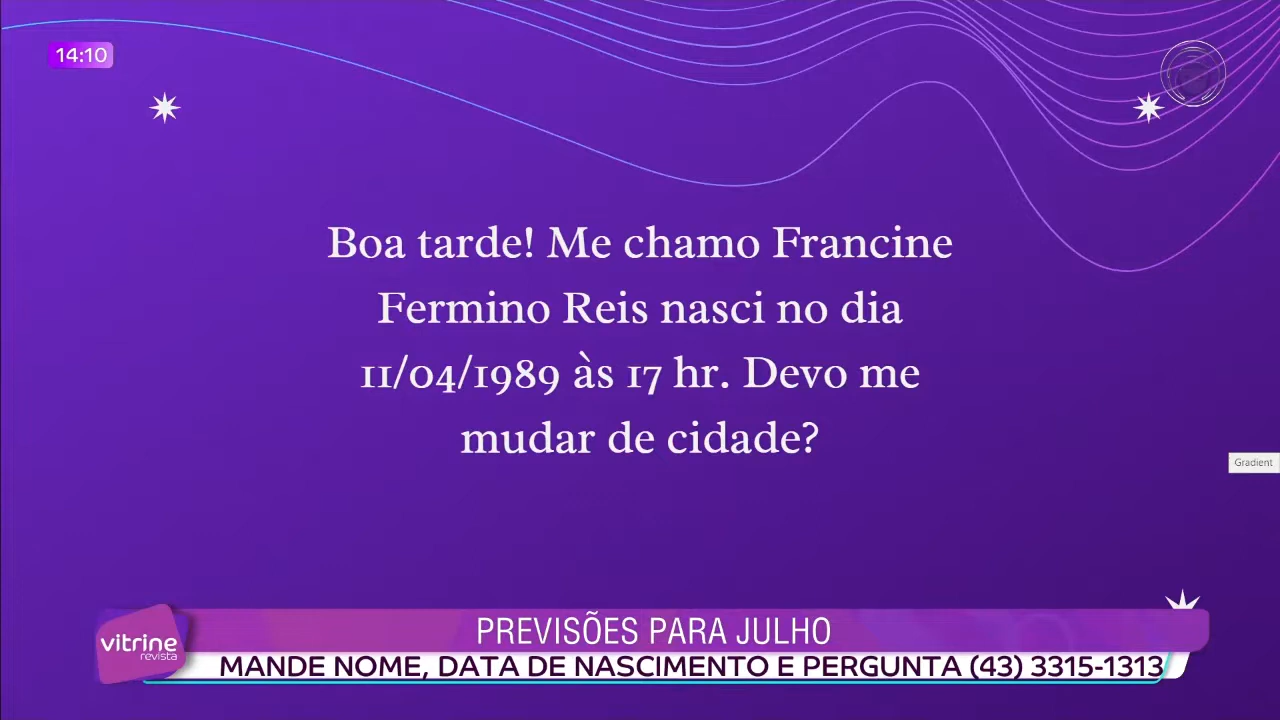 14:10
Boa tarde! Me chamo Francine
Fermino Reis nasci no dia
11/04/1989 às 17 hr. Devo me
mudar de cidade?
Gradient
PREVISÕES PARA JULHO
vitrine
revista
MANDE NOME, DATA DE NASCIMENTO E PERGUNTA (43) 3315-1313